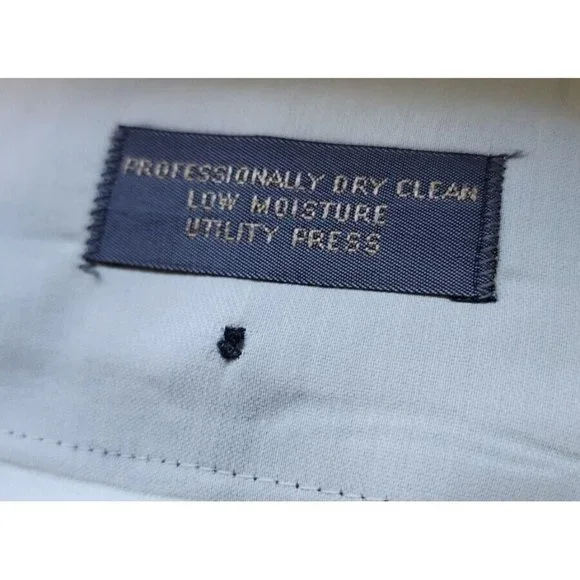 PROFESSIONALLY DRY CLEAN
LOW MOISTURE
UTILITY PRESS